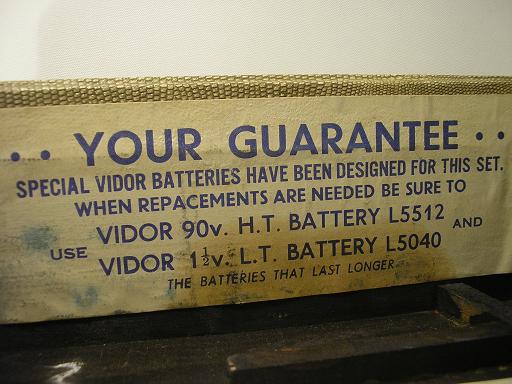 •• YOUR GUARANTEE ••
SPECIAL VIDOR BATTERIES HAVE BEEN DESIGNED FOR THIS SET.
WHEN REPACEMENTS ARE NEEDED BE SURE TO
USE VIDOR 90v. H.T. BATTERY L5512 AND
VIDOR 1½v. L.T. BATTERY L5040
THE BATTERIES THAT LAST LONGER